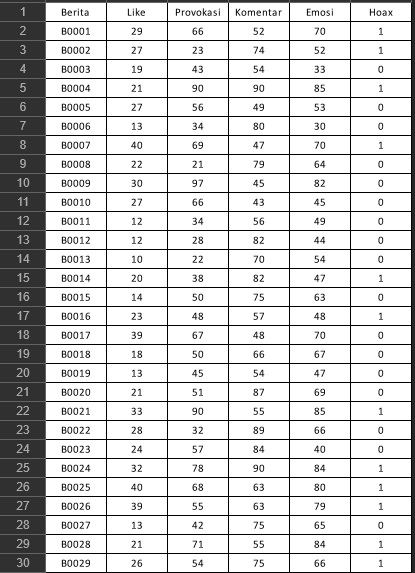 1 Berita Like Provokasi Komentar Emosi Hoax
2 B0001 29 66 52 70 1
3 B0002 27 23 74 52 1
4 B0003 19 43 54 33 0
5 B0004 21 90 90 85 1
6 B0005 27 56 49 53 0
7 B0006 13 34 80 30 0
8 B0007 40 69 47 70 1
9 B0008 22 21 79 64 0
10 B0009 30 97 45 82 0
11 B0010 27 66 43 45 0
12 B0011 12 34 56 49 0
13 B0012 12 28 82 44 0
14 B0013 10 22 70 54 0
15 B0014 20 38 82 47 1
16 B0015 14 50 75 63 0
17 B0016 23 48 57 48 1
18 B0017 39 67 48 70 0
19 B0018 18 50 66 67 0
20 B0019 13 45 54 47 0
21 B0020 21 51 87 69 0
22 B0021 33 90 55 85 1
23 B0022 28 32 89 66 0
24 B0023 24 57 84 40 0
25 B0024 32 78 90 84 1
26 B0025 40 68 63 80 1
27 B0026 39 55 63 79 1
28 B0027 13 42 75 65 0
29 B0028 21 71 55 84 1
30 B0029 26 54 75 66 1